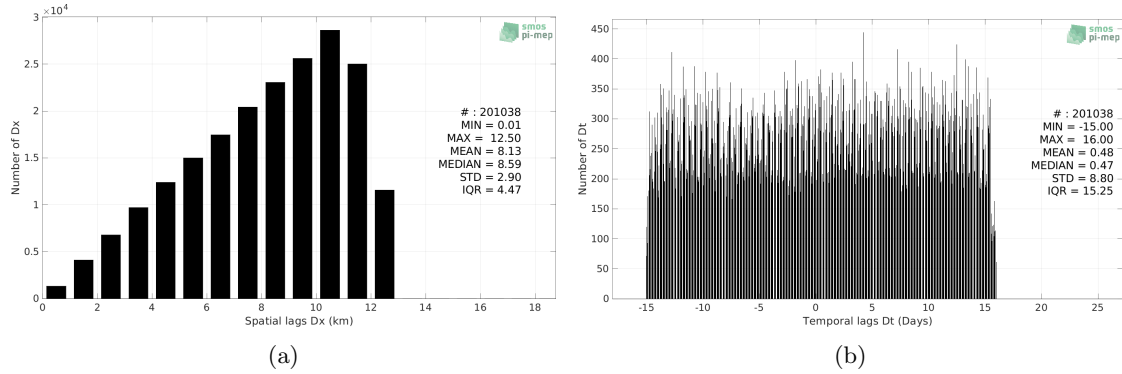 3 ×10⁴
2.5
2
1.5
1
0.5
0
0 2 4 6 8 10 12 14 16 18
Number of Dx
Spatial lags Dx (km)
smos
pi-mep
# : 201038
MIN = 0.01
MAX = 12.50
MEAN = 8.13
MEDIAN = 8.59
STD = 2.90
IQR = 4.47
(a)
450
400
350
300
250
200
150
100
50
0
-15 -10 -5 0 5 10 15 20 25
Number of Dt
Temporal lags Dt (Days)
smos
pi-mep
# : 201038
MIN = -15.00
MAX = 16.00
MEAN = 0.48
MEDIAN = 0.47
STD = 8.80
IQR = 15.25
(b)